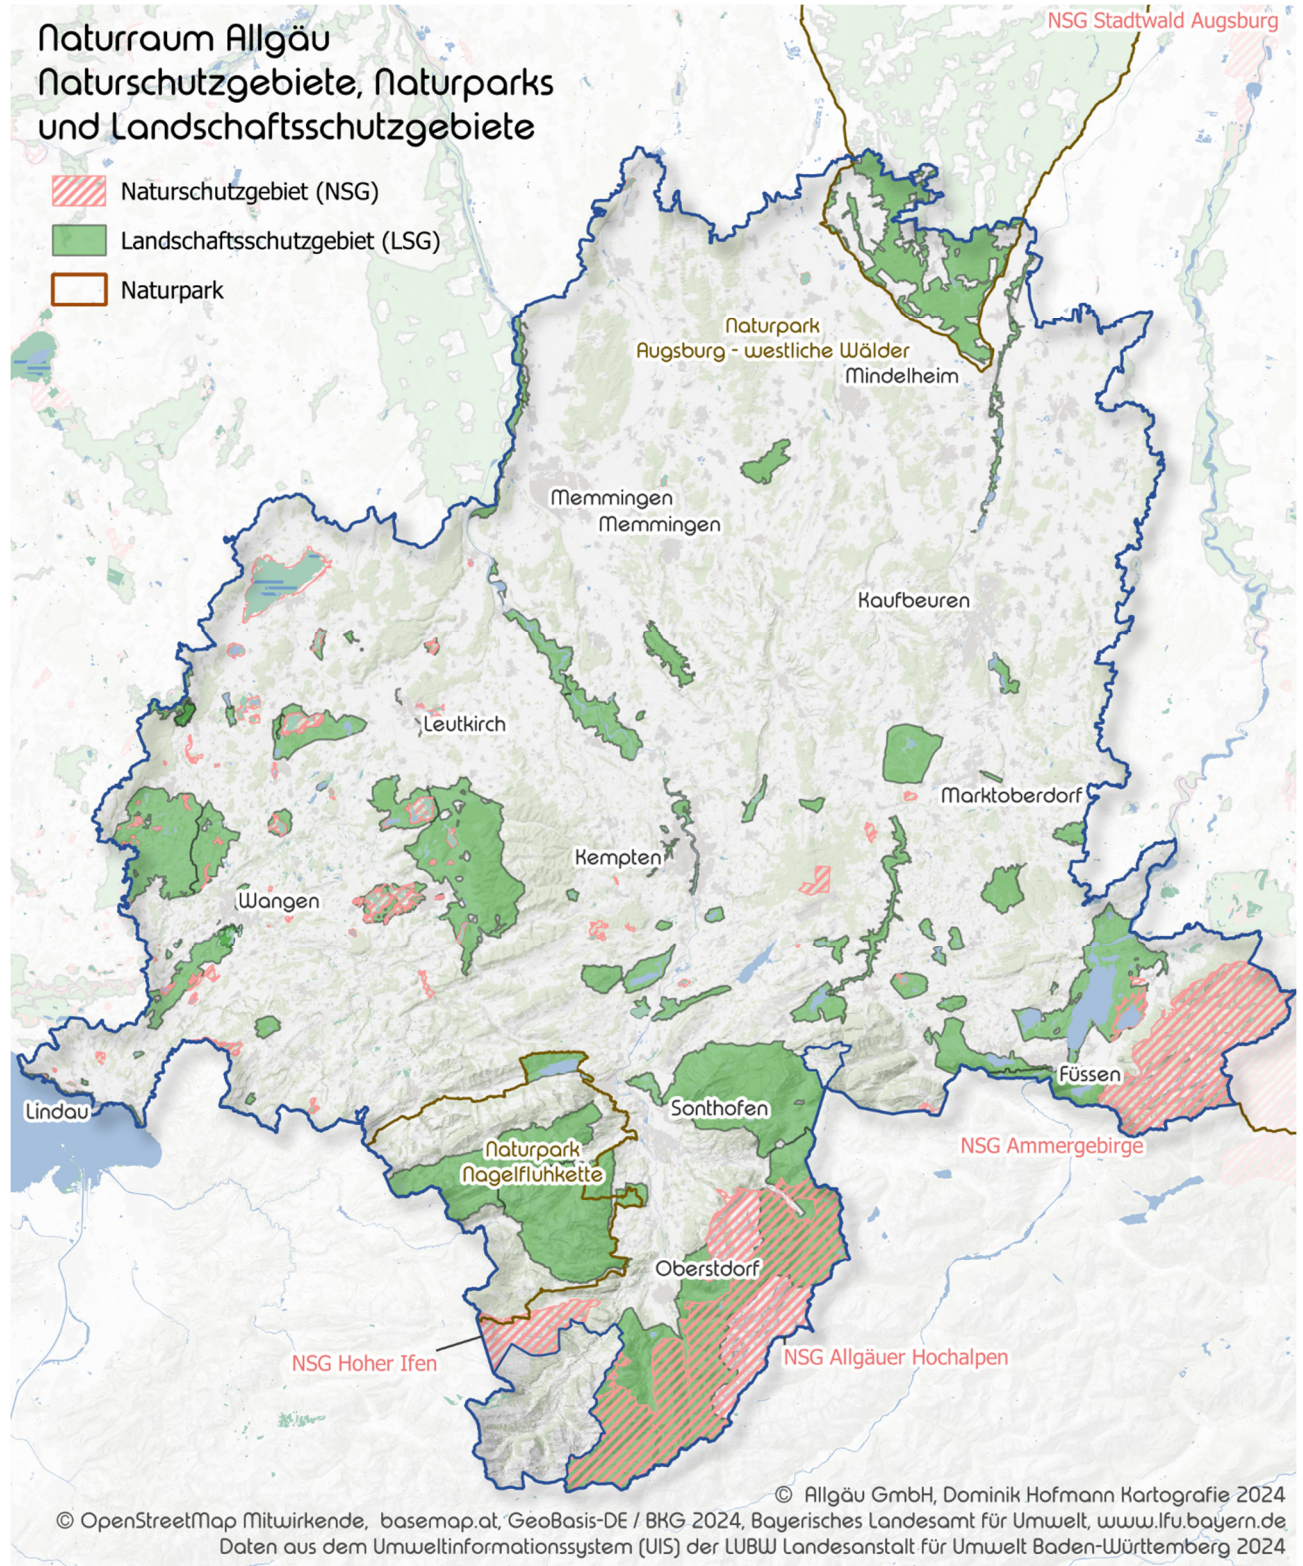 Naturraum Allgäu
Naturschutzgebiete, Naturparks
und Landschaftsschutzgebiete
Naturschutzgebiet (NSG)
Landschaftsschutzgebiet (LSG)
Naturpark
NSG Stadtwald Augsburg
Naturpark
Augsburg - westliche Wälder
Mindelheim
Memmingen
Memmingen
Kaufbeuren
Leutkirch
Marktoberdorf
Kempten
Wangen
Füssen
Lindau
Sonthofen
NSG Ammergebirge
Naturpark
Nagelfluhkette
Oberstdorf
NSG Hoher Ifen
NSG Allgäuer Hochalpen
© Allgäu GmbH, Dominik Hofmann Kartografie 2024
© OpenStreetMap Mitwirkende, basemap.at, GeoBasis-DE / BKG 2024, Bayerisches Landesamt für Umwelt, www.lfu.bayern.de
Daten aus dem Umweltinformationssystem (UIS) der LUBW Landesanstalt für Umwelt Baden-Württemberg 2024